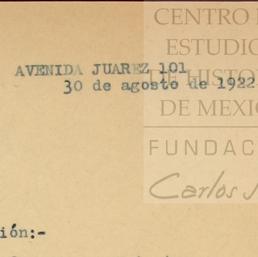 CENTRO
ESTUDIO
DE HISTO
DE MEXIC
FUNDAC
Carlos
AVENIDA JUAREZ 101
30 de agosto de 1922
ión:-